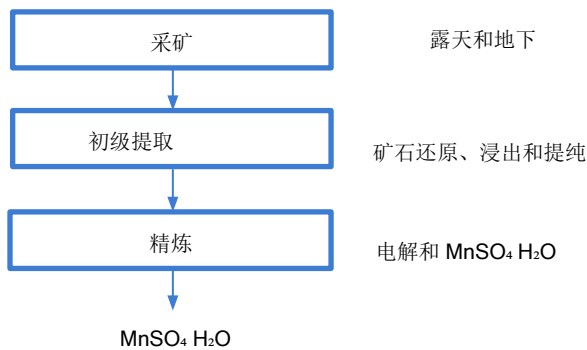 采矿
露天和地下
初级提取
矿石还原、浸出和提纯
精炼
电解和 MnSO₄ H₂O
MnSO₄ H₂O